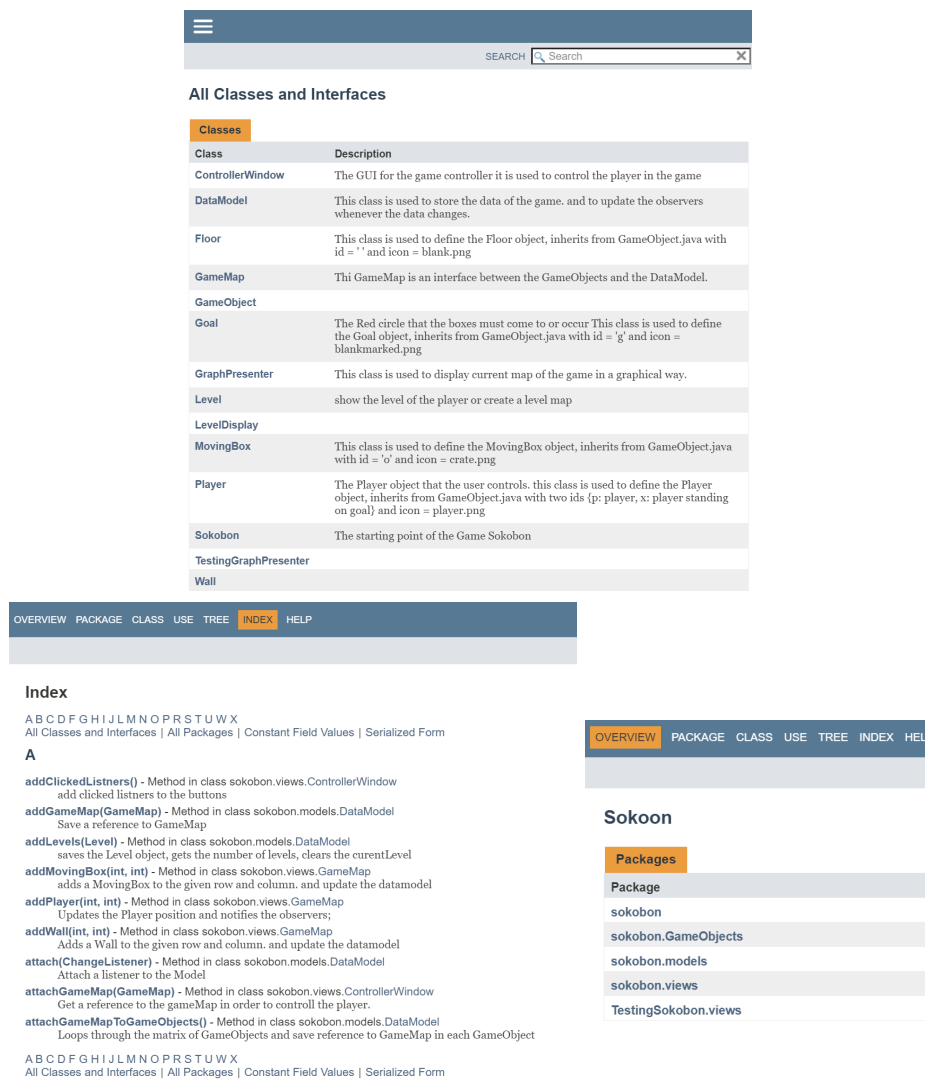 SEARCH Search
All Classes and Interfaces
Classes
Class Description
ControllerWindow The GUI for the game controller it is used to control the player in the game
DataModel This class is used to store the data of the game. and to update the observers
whenever the data changes.
Floor This class is used to define the Floor object, inherits from GameObject.java with
id = ' ' and icon = blank.png
GameMap Thi GameMap is an interface between the GameObjects and the DataModel.
GameObject
Goal The Red circle that the boxes must come to or occur This class is used to define
the Goal object, inherits from GameObject.java with id = 'g' and icon =
blankmarked.png
GraphPresenter This class is used to display current map of the game in a graphical way.
Level show the level of the player or create a level map
LevelDisplay
MovingBox This class is used to define the MovingBox object, inherits from GameObject.java
with id = 'o' and icon = crate.png
Player The Player object that the user controls. this class is used to define the Player
object, inherits from GameObject.java with two ids {p: player, x: player standing
on goal} and icon = player.png
Sokobon The starting point of the Game Sokobon
TestingGraphPresenter
Wall
OVERVIEW PACKAGE CLASS USE TREE INDEX HELP
Index
A B C D F G H I J L M N O P R S T U W X
All Classes and Interfaces | All Packages | Constant Field Values | Serialized Form
A
addClickedListners() - Method in class sokobon.views.ControllerWindow
add clicked listners to the buttons
addGameMap(GameMap) - Method in class sokobon.models.DataModel
Save a reference to GameMap
addLevels(Level) - Method in class sokobon.models.DataModel
saves the Level object, gets the number of levels, clears the curentLevel
addMovingBox(int, int) - Method in class sokobon.views.GameMap
adds a MovingBox to the given row and column. and update the datamodel
addPlayer(int, int) - Method in class sokobon.views.GameMap
Updates the Player position and notifies the observers;
addWall(int, int) - Method in class sokobon.views.GameMap
Adds a Wall to the given row and column. and update the datamodel
attach(ChangeListener) - Method in class sokobon.models.DataModel
Attach a listener to the Model
attachGameMap(GameMap) - Method in class sokobon.views.ControllerWindow
Get a reference to the gameMap in order to controll the player.
attachGameMapToGameObjects() - Method in class sokobon.models.DataModel
Loops through the matrix of GameObjects and save reference to GameMap in each GameObject
A B C D F G H I J L M N O P R S T U W X
All Classes and Interfaces | All Packages | Constant Field Values | Serialized Form
OVERVIEW PACKAGE CLASS USE TREE INDEX HEL
Sokoon
Packages
Package
sokobon
sokobon.GameObjects
sokobon.models
sokobon.views
TestingSokobon.views